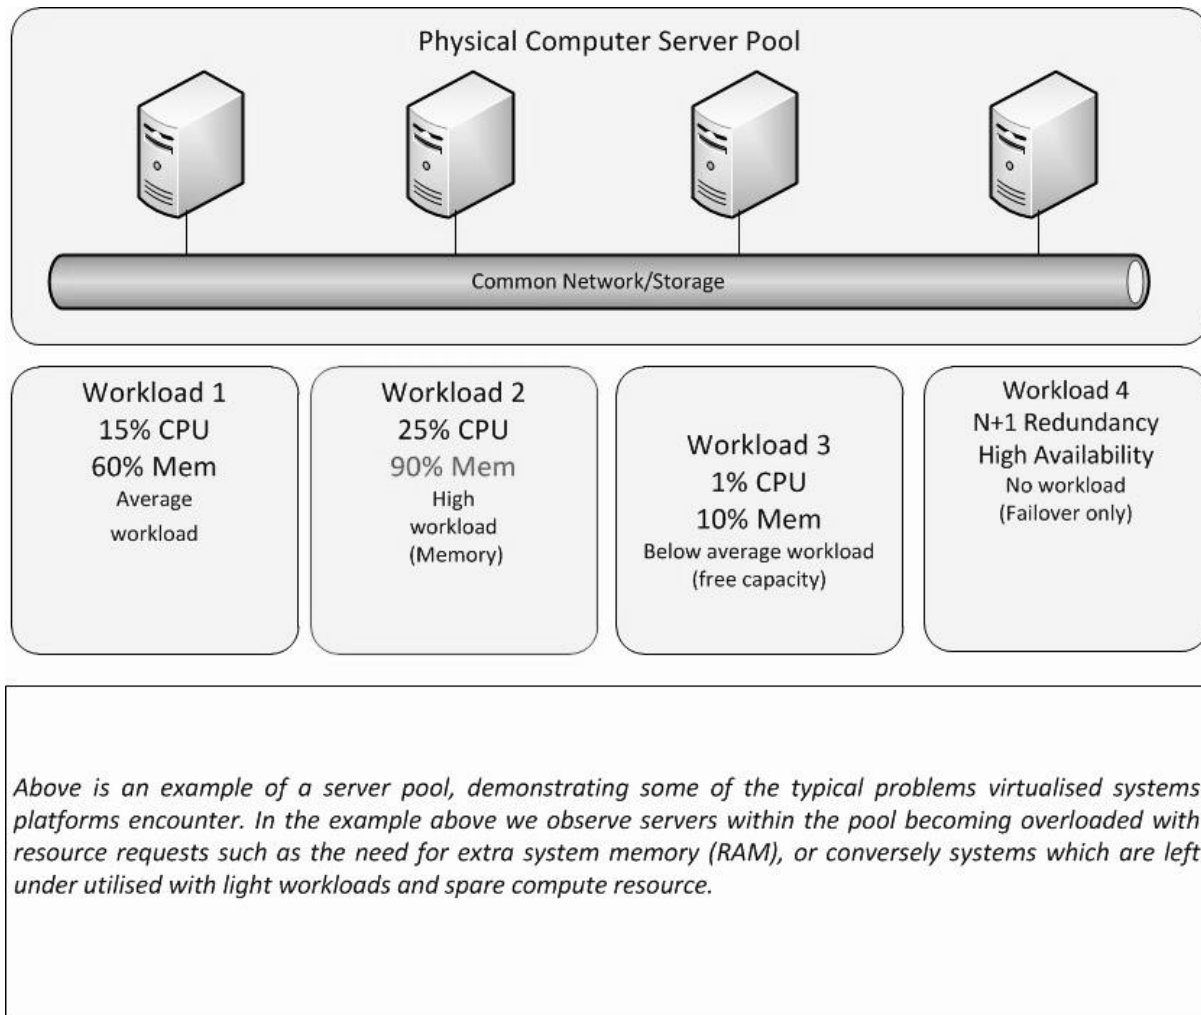 Physical Computer Server Pool
Common Network/Storage
Workload 1
15% CPU
60% Mem
Average
workload
Workload 2
25% CPU
90% Mem
High
workload
(Memory)
Workload 3
1% CPU
10% Mem
Below average workload
(free capacity)
Workload 4
N+1 Redundancy
High Availability
No workload
(Failover only)
Above is an example of a server pool, demonstrating some of the typical problems virtualised systems
platforms encounter. In the example above we observe servers within the pool becoming overloaded with
resource requests such as the need for extra system memory (RAM), or conversely systems which are left
under utilised with light workloads and spare compute resource.